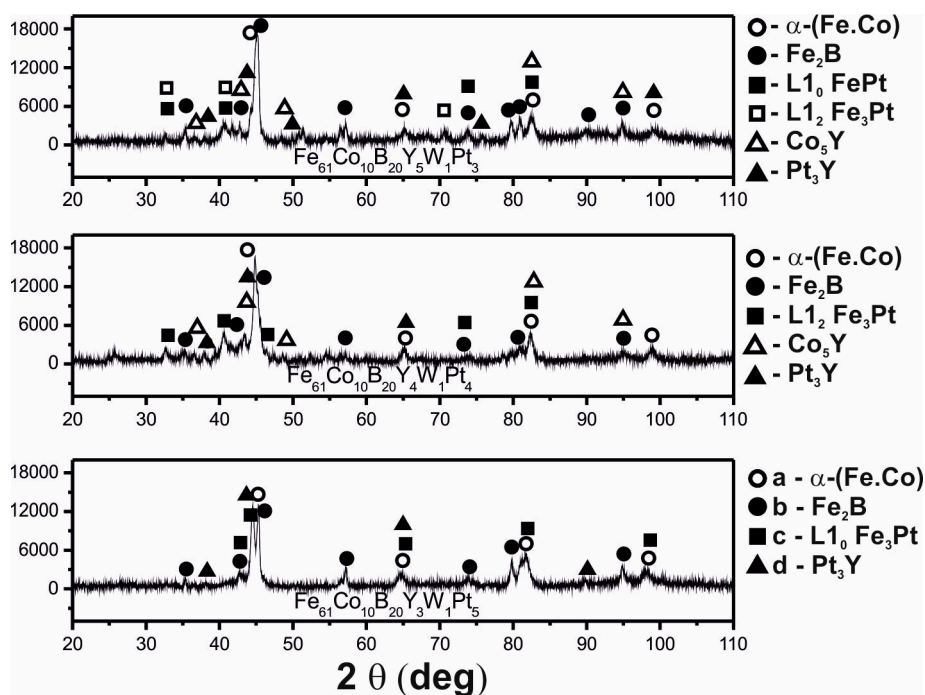 18000
12000
6000
0
20 30 40 50 60 70 80 90 100 110
Fe₆₁Co₁₀B₂₀Y₅W₁Pt₃
○ - α-(Fe.Co)
● - Fe₂B
■ - L1₀ FePt
□ - L1₂ Fe₃Pt
△ - Co₅Y
▲ - Pt₃Y
18000
12000
6000
0
20 30 40 50 60 70 80 90 100 110
Fe₆₁Co₁₀B₂₀Y₄W₁Pt₄
○ - α-(Fe.Co)
● - Fe₂B
■ - L1₂ Fe₃Pt
△ - Co₅Y
▲ - Pt₃Y
18000
12000
6000
0
20 30 40 50 60 70 80 90 100 110
Fe₆₁Co₁₀B₂₀Y₃W₁Pt₅
○ a - α-(Fe.Co)
● b - Fe₂B
■ c - L1₀ Fe₃Pt
▲ d - Pt₃Y
2 θ (deg)